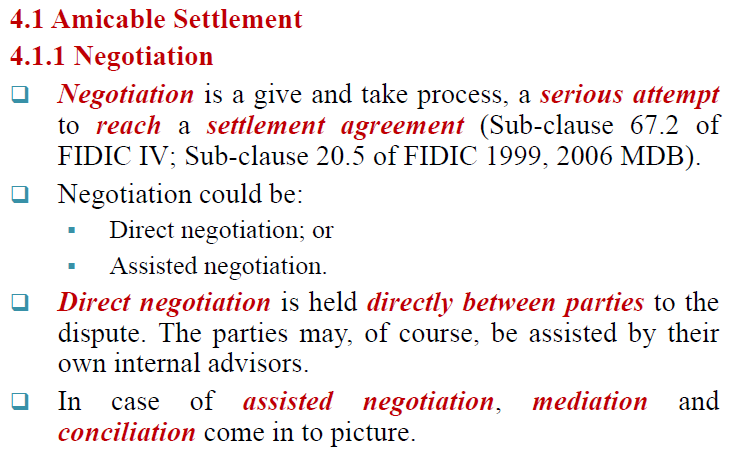 4.1 Amicable Settlement
4.1.1 Negotiation
❑ Negotiation is a give and take process, a serious attempt
to reach a settlement agreement (Sub-clause 67.2 of
FIDIC IV; Sub-clause 20.5 of FIDIC 1999, 2006 MDB).
❑ Negotiation could be:
▪ Direct negotiation; or
▪ Assisted negotiation.
❑ Direct negotiation is held directly between parties to the
dispute. The parties may, of course, be assisted by their
own internal advisors.
❑ In case of assisted negotiation, mediation and
conciliation come in to picture.